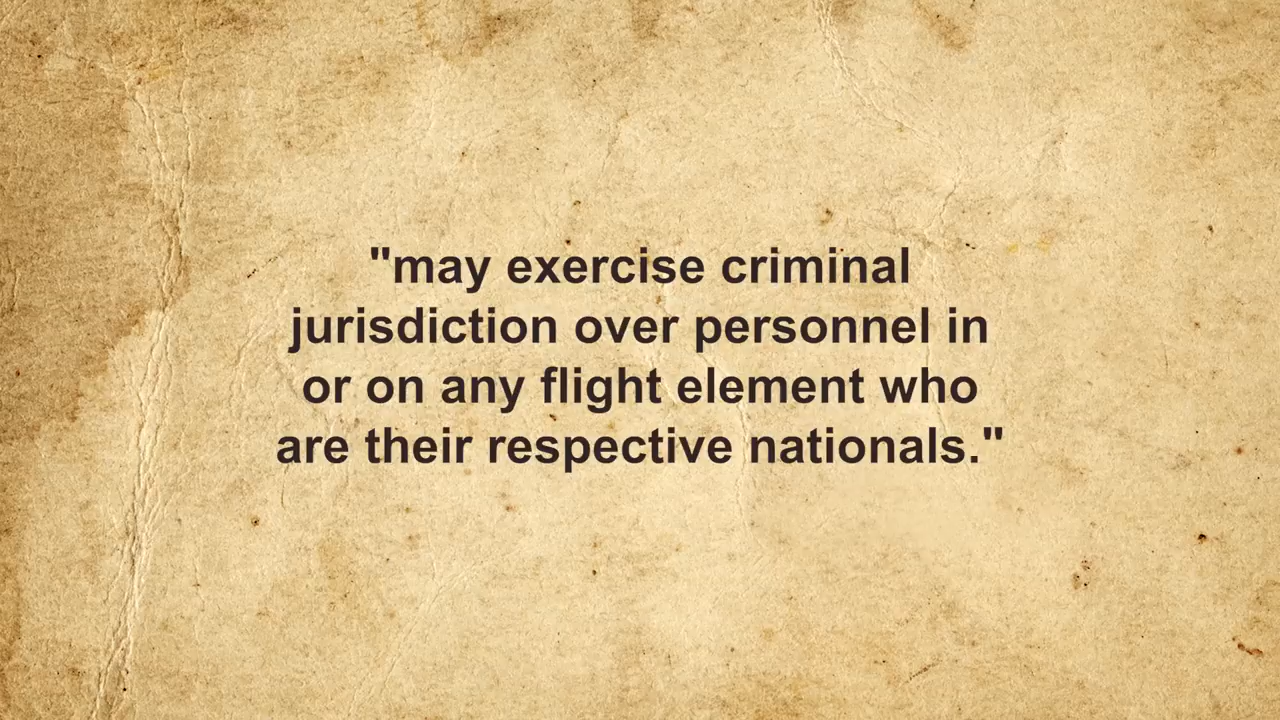 "may exercise criminal
jurisdiction over personnel in
or on any flight element who
are their respective nationals."